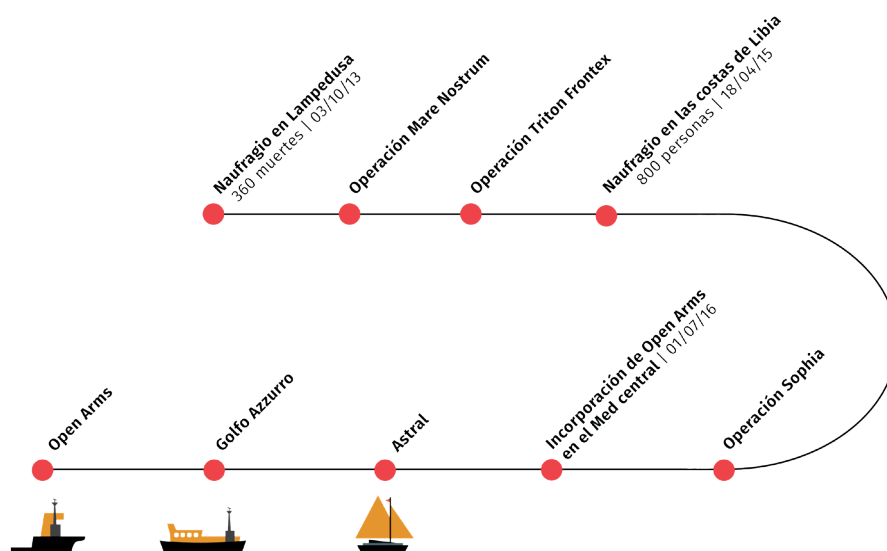 Naufragio en Lampedusa
360 muertes | 03/10/13
Operación Mare Nostrum
Operación Triton Frontex
Naufragio en las costas de Libia
800 personas | 18/04/15
Operación Sophia
Incorporación de Open Arms
en el Med central | 01/07/16
Astral
Golfo Azzurro
Open Arms